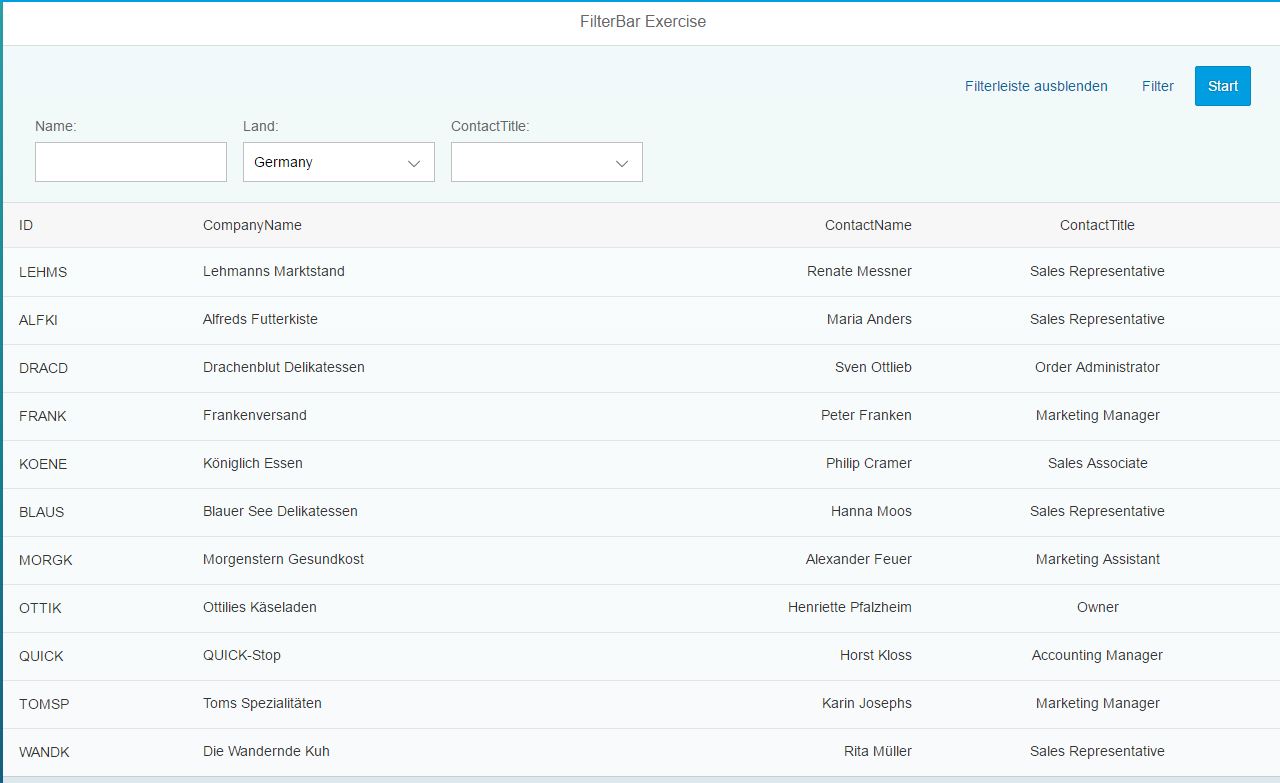 FilterBar Exercise
Filterleiste ausblenden Filter Start
Name: Land: ContactTitle:
Germany
ID CompanyName ContactName ContactTitle
LEHMS Lehmanns Marktstand Renate Messner Sales Representative
ALFKI Alfreds Futterkiste Maria Anders Sales Representative
DRACD Drachenblut Delikatessen Sven Ottlieb Order Administrator
FRANK Frankenversand Peter Franken Marketing Manager
KOENE Königlich Essen Philip Cramer Sales Associate
BLAUS Blauer See Delikatessen Hanna Moos Sales Representative
MORGK Morgenstern Gesundkost Alexander Feuer Marketing Assistant
OTTIK Ottilies Käseladen Henriette Pfalzheim Owner
QUICK QUICK-Stop Horst Kloss Accounting Manager
TOMSP Toms Spezialitäten Karin Josephs Marketing Manager
WANDK Die Wandernde Kuh Rita Müller Sales Representative